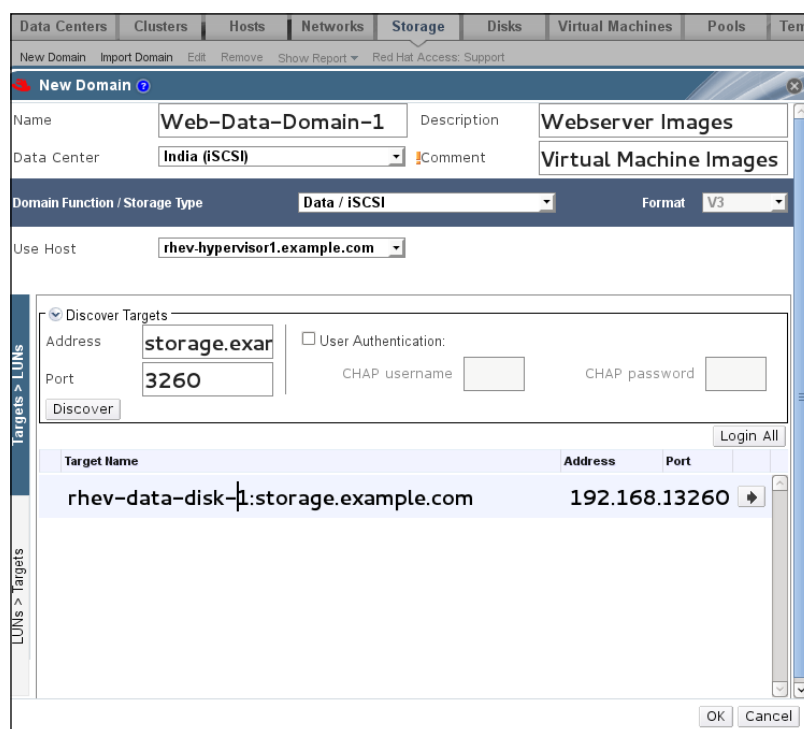 Data Centers Clusters Hosts Networks Storage Disks Virtual Machines Pools
New Domain Import Domain Edit Remove Show Report Red Hat Access: Support
New Domain
Name Web-Data-Domain-1 Description Webserver Images
Data Center India (iSCSI) Comment Virtual Machine Images
Domain Function / Storage Type Data / iSCSI Format V3
Use Host rhev-hypervisor1.example.com
Targets > LUNs
LUNs > Targets
Discover Targets
Address storage.exar User Authentication:
Port 3260 CHAP username CHAP password
Discover
Login All
Target Name Address Port
rhev-data-disk-1:storage.example.com 192.168.13260
OK Cancel